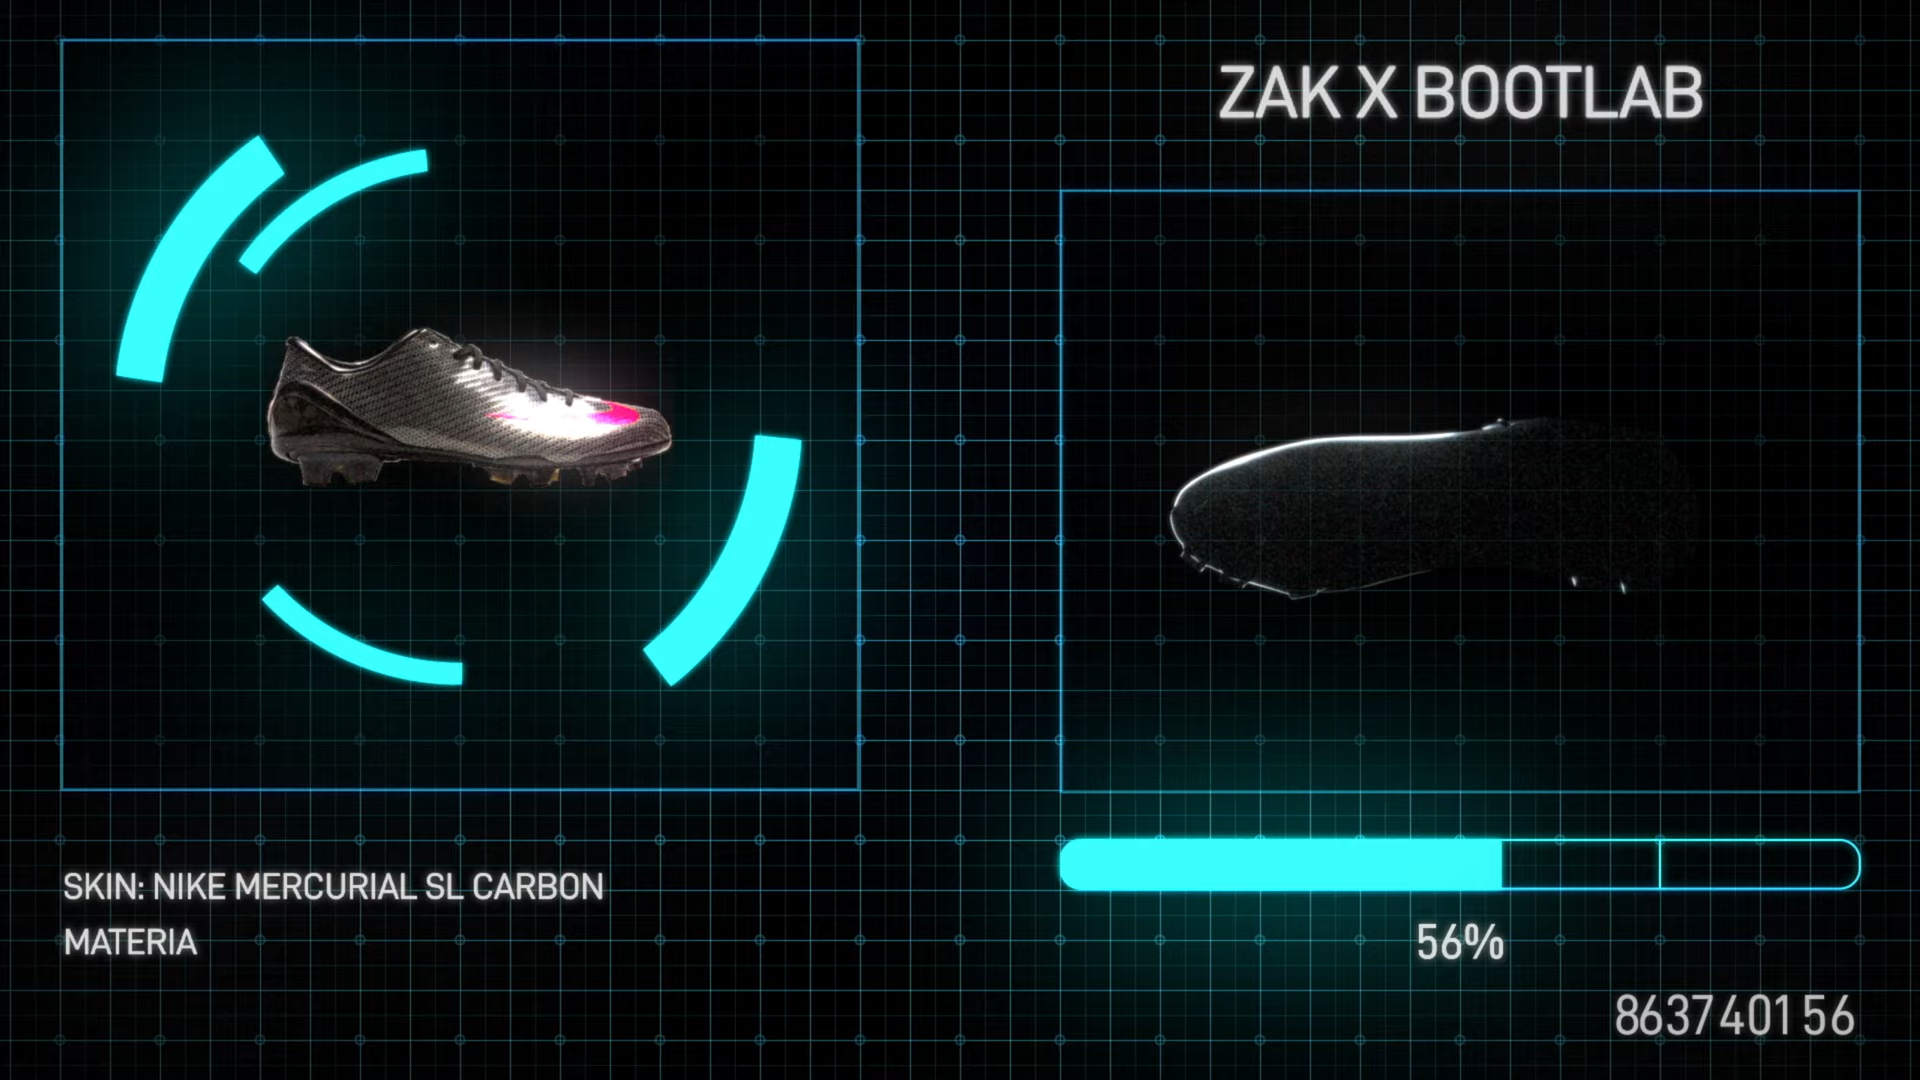 ZAK X BOOTLAB
SKIN: NIKE MERCURIAL SL CARBON
MATERIA
56%
863740156